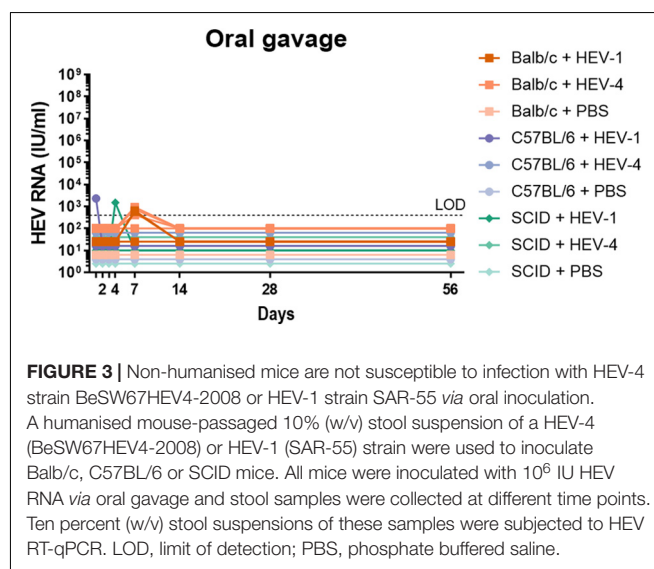 Oral gavage
HEV RNA (IU/ml)
10⁹
10⁸
10⁷
10⁶
10⁵
10⁴
10³
10²
10¹
10⁰
LOD
2 4 7 14 28 56
Days
Balb/c + HEV-1
Balb/c + HEV-4
Balb/c + PBS
C57BL/6 + HEV-1
C57BL/6 + HEV-4
C57BL/6 + PBS
SCID + HEV-1
SCID + HEV-4
SCID + PBS
FIGURE 3 | Non-humanised mice are not susceptible to infection with HEV-4
strain BeSW67HEV4-2008 or HEV-1 strain SAR-55 via oral inoculation.
A humanised mouse-passaged 10% (w/v) stool suspension of a HEV-4
(BeSW67HEV4-2008) or HEV-1 (SAR-55) strain were used to inoculate
Balb/c, C57BL/6 or SCID mice. All mice were inoculated with 10⁶ IU HEV
RNA via oral gavage and stool samples were collected at different time points.
Ten percent (w/v) stool suspensions of these samples were subjected to HEV
RT-qPCR. LOD, limit of detection; PBS, phosphate buffered saline.